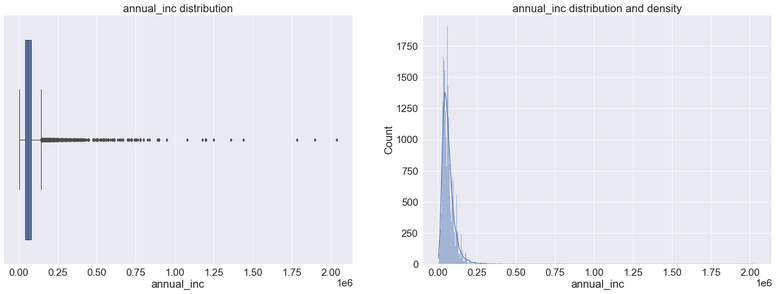 annual_inc distribution
0.00 0.25 0.50 0.75 1.00 1.25 1.50 1.75 2.00
annual_inc
1e6
annual_inc distribution and density
1750
1500
1250
1000
750
500
250
0
Count
0.00 0.25 0.50 0.75 1.00 1.25 1.50 1.75 2.00
annual_inc
1e6